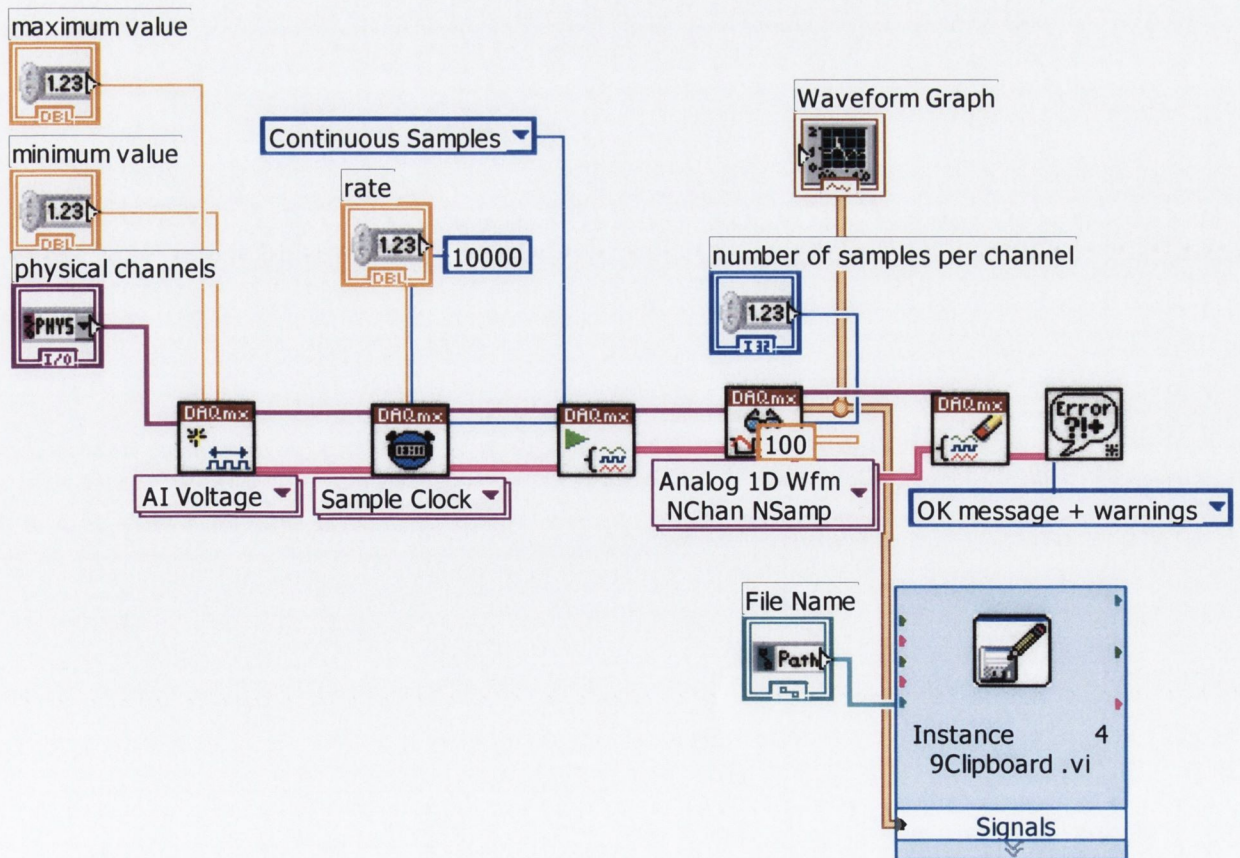 maximum value
1.23
DBL
minimum value
1.23
DBL
physical channels
PHYS
I/O
Continuous Samples
rate
1.23
DBL
10000
Waveform Graph
2
1
0
number of samples per channel
1.23
I32
DAQmx
AI Voltage
DAQmx
Sample Clock
DAQmx
DAQmx
100
Analog 1D Wfm
NChan NSamp
DAQmx
Error
?!+
OK message + warnings
File Name
Path
Instance 4
9Clipboard .vi
Signals